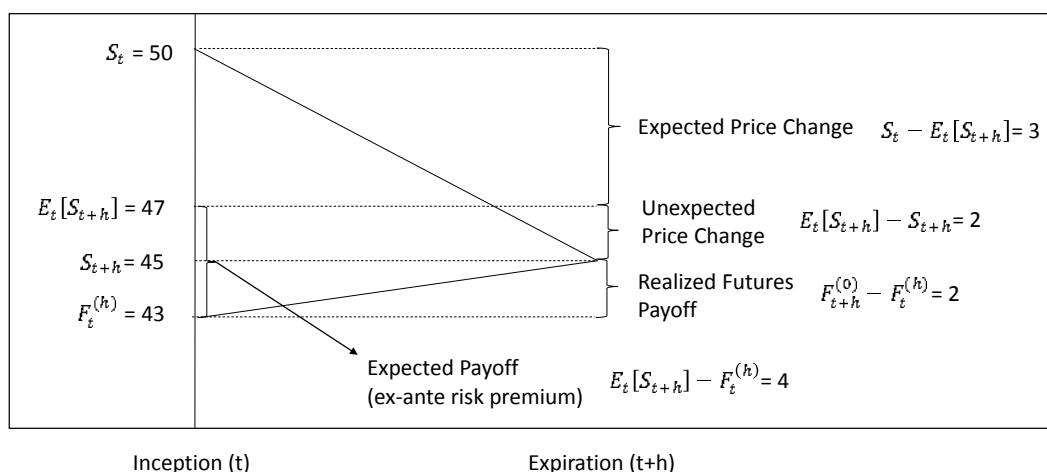 S_t = 50
Expected Price Change S_t − E_t[S_{t+h}]= 3
E_t[S_{t+h}] = 47
Unexpected
Price Change E_t[S_{t+h}] − S_{t+h}= 2
S_{t+h}= 45
Realized Futures
Payoff F_{t+h}^{(0)} − F_t^{(h)}= 2
F_t^{(h)} = 43
Expected Payoff
(ex-ante risk premium) E_t[S_{t+h}] − F_t^{(h)}= 4
Inception (t) Expiration (t+h)